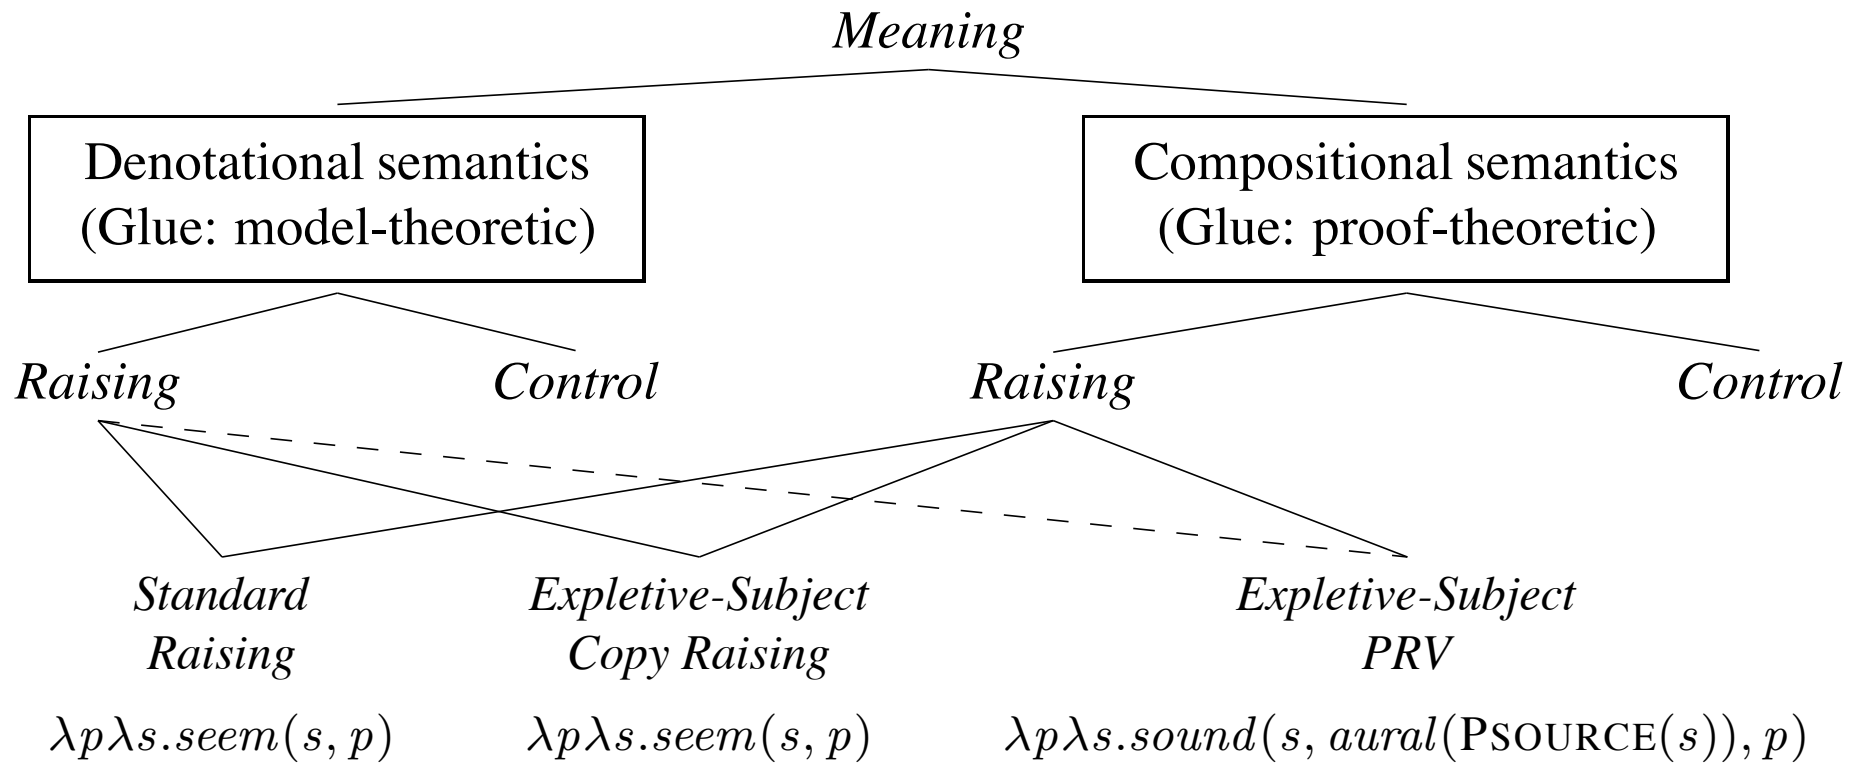 Meaning
Denotational semantics
(Glue: model-theoretic)
Compositional semantics
(Glue: proof-theoretic)
Raising
Control
Raising
Control
Standard
Raising
Expletive-Subject
Copy Raising
Expletive-Subject
PRV
λpλs.seem(s, p)
λpλs.seem(s, p)
λpλs.sound(s, aural(PSOURCE(s)), p)